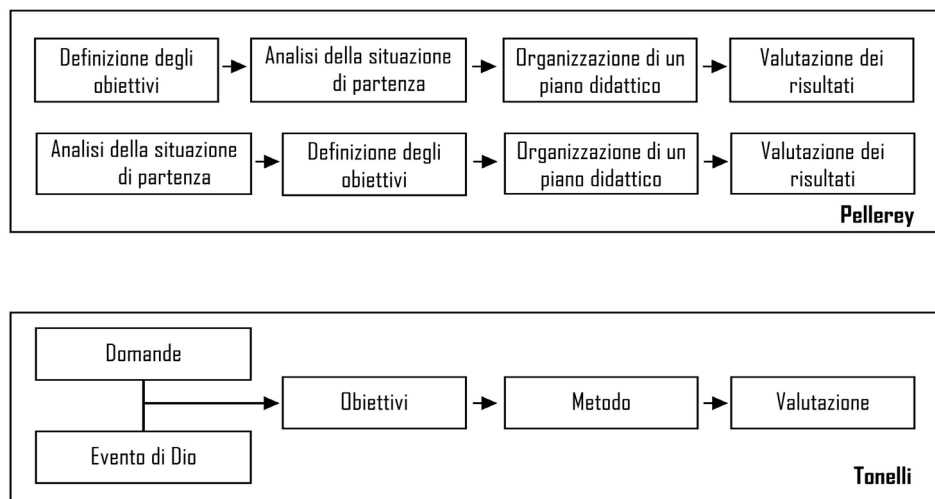 Definizione degli
obiettivi
Analisi della situazione
di partenza
Organizzazione di un
piano didattico
Valutazione dei
risultati
Analisi della situazione
di partenza
Definizione degli
obiettivi
Organizzazione di un
piano didattico
Valutazione dei
risultati
Pellerey
Domande
Evento di Dio
Obiettivi
Metodo
Valutazione
Tonelli